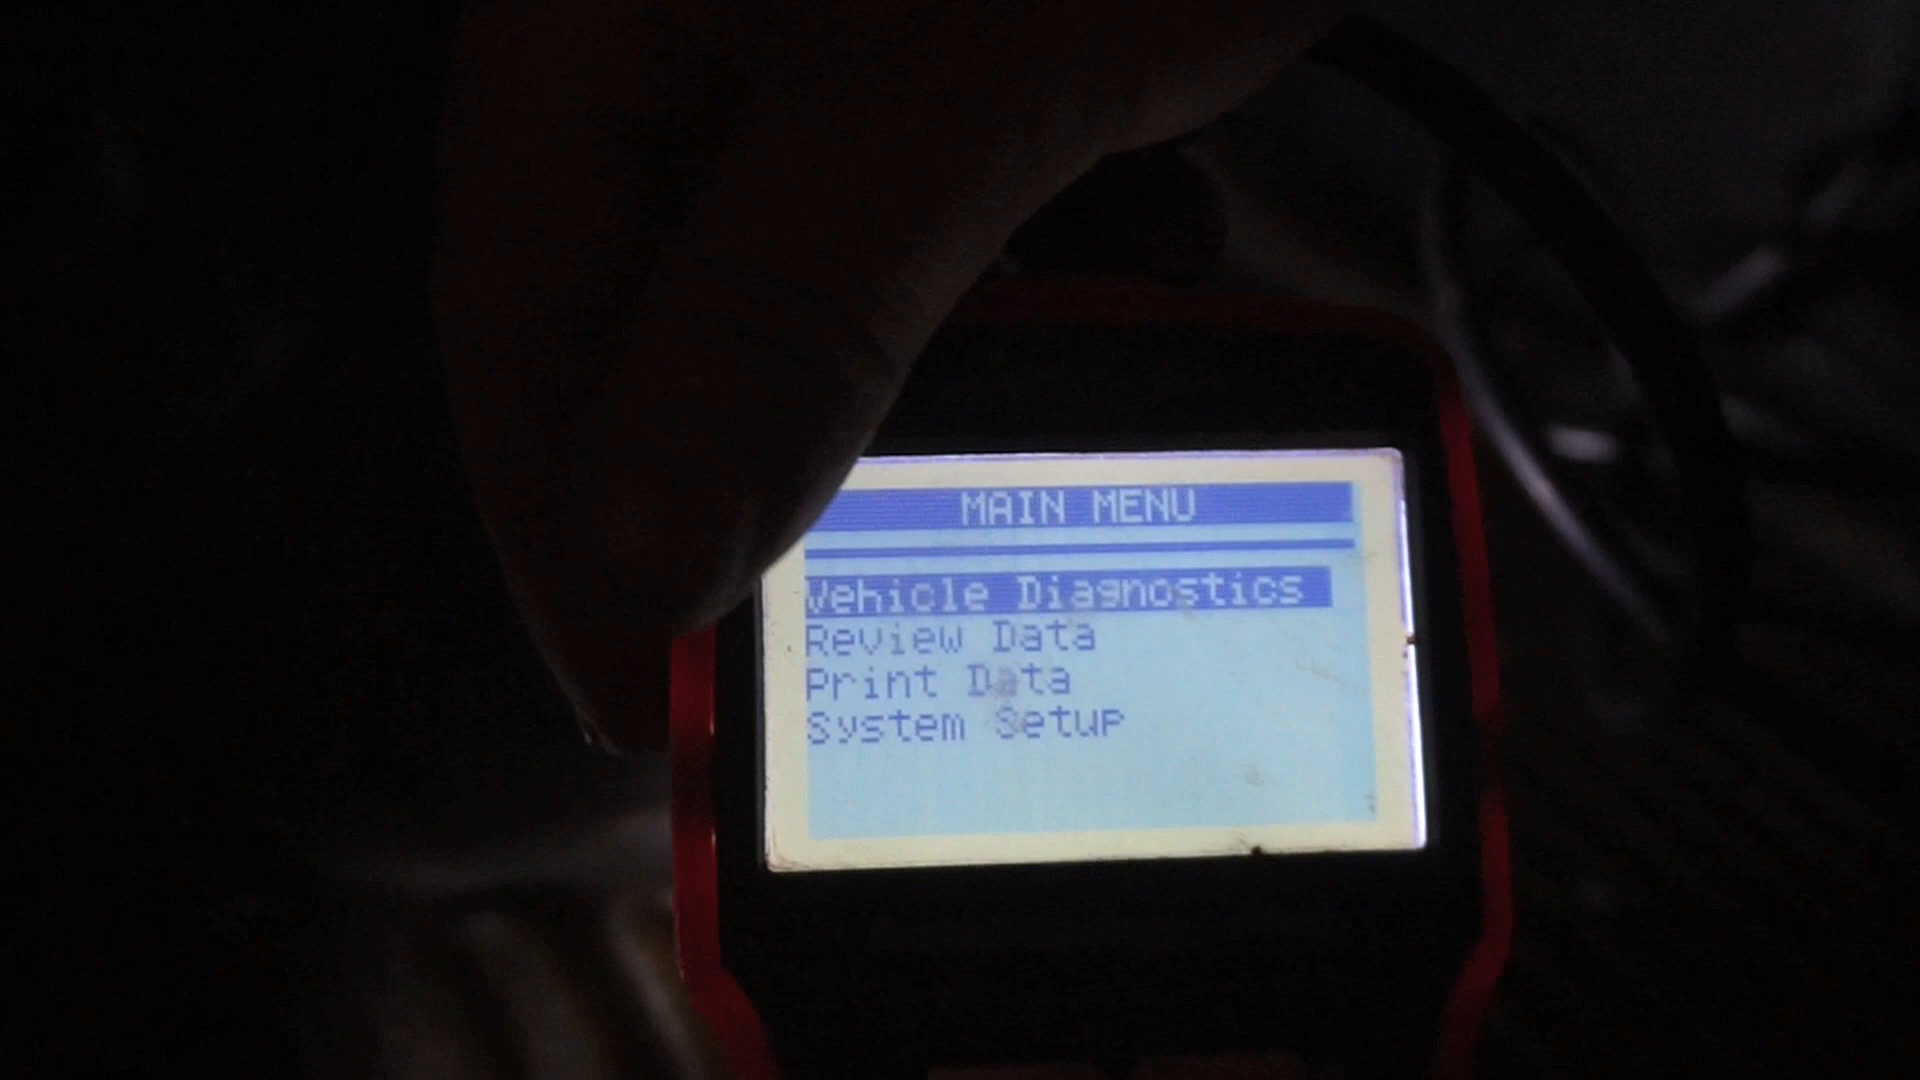 MAIN MENU
Vehicle Diagnostics
Review Data
Print Data
System Setup